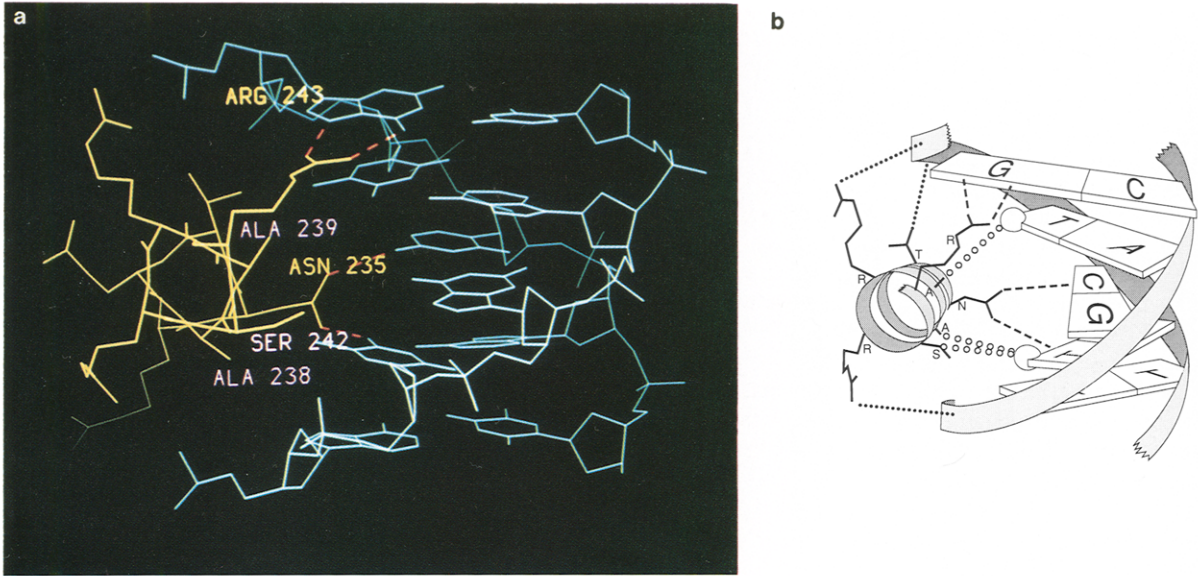 a
ARG 243
ALA 239
ASN 235
SER 242
ALA 238
b
G C
T A
R
T
R
A
N
C
G
A
S
R
T